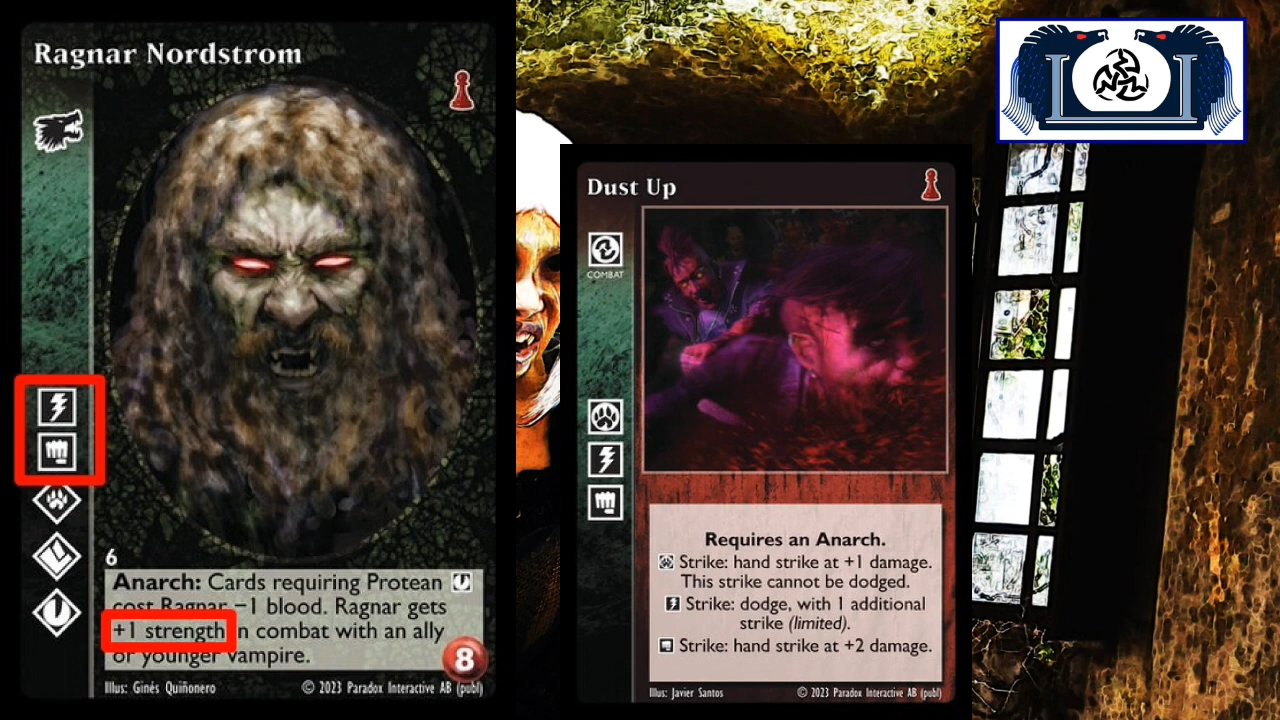 Ragnar Nordstrom
6
Anarch: Cards requiring Protean
cost Ragnar −1 blood. Ragnar gets
+1 strength in combat with an ally
or younger vampire.
8
Illus: Ginés Quiñonero © 2023 Paradox Interactive AB (publ)
Dust Up
COMBAT
Requires an Anarch.
Strike: hand strike at +1 damage.
This strike cannot be dodged.
Strike: dodge, with 1 additional
strike (limited).
Strike: hand strike at +2 damage.
Illus: Javier Santos © 2023 Paradox Interactive AB (publ)